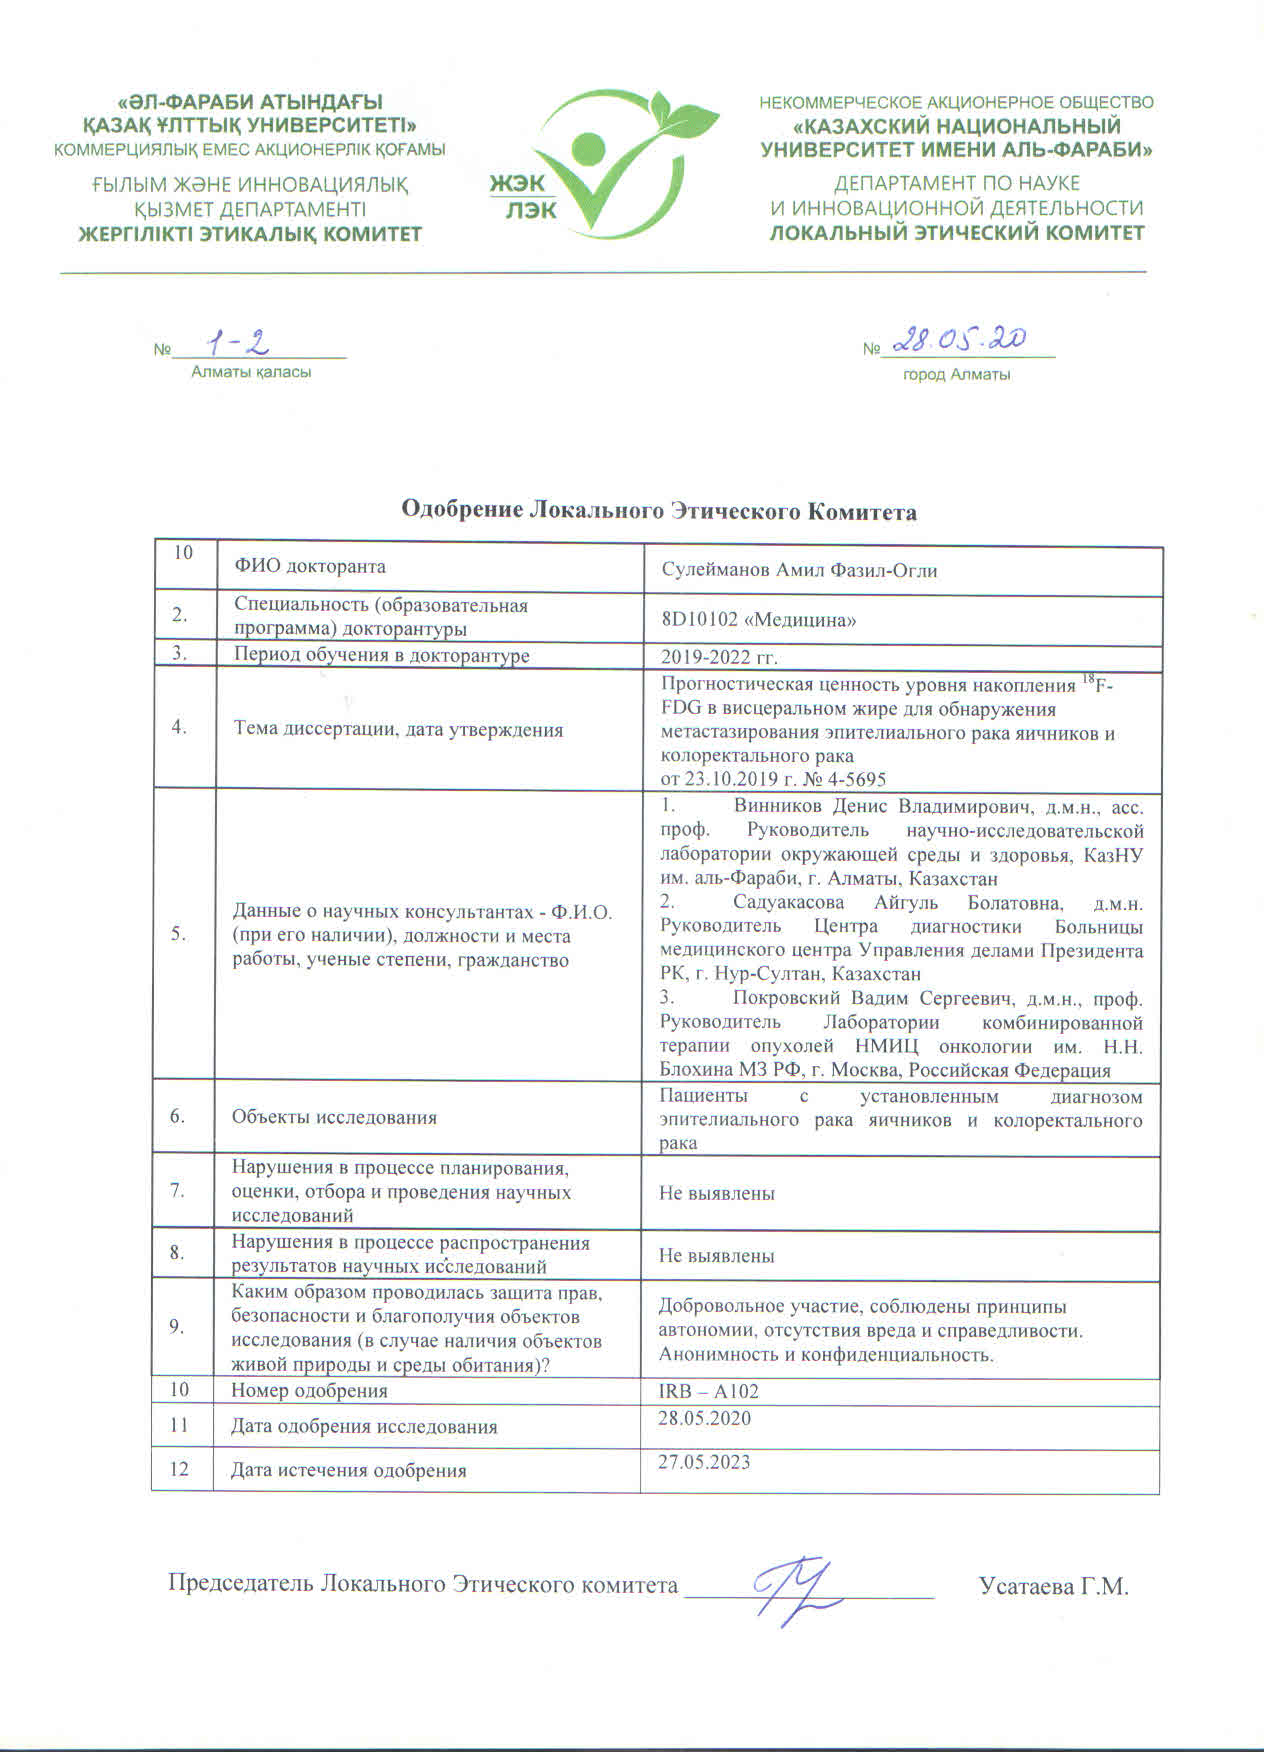 «ӘЛ-ФАРАБИ АТЫНДАҒЫ
ҚАЗАҚ ҰЛТТЫҚ УНИВЕРСИТЕТІ»
КОММЕРЦИЯЛЫҚ ЕМЕС АКЦИОНЕРЛІК ҚОҒАМЫ
ҒЫЛЫМ ЖӘНЕ ИННОВАЦИЯЛЫҚ
ҚЫЗМЕТ ДЕПАРТАМЕНТІ
ЖЕРГІЛІКТІ ЭТИКАЛЫҚ КОМИТЕТ
ЖЭК
ЛЭК
НЕКОММЕРЧЕСКОЕ АКЦИОНЕРНОЕ ОБЩЕСТВО
«КАЗАХСКИЙ НАЦИОНАЛЬНЫЙ
УНИВЕРСИТЕТ ИМЕНИ АЛЬ-ФАРАБИ»
ДЕПАРТАМЕНТ ПО НАУКЕ
И ИННОВАЦИОННОЙ ДЕЯТЕЛЬНОСТИ
ЛОКАЛЬНЫЙ ЭТИЧЕСКИЙ КОМИТЕТ
№ 1-2
Алматы қаласы
№ 28.05.20
город Алматы
Одобрение Локального Этического Комитета
10
ФИО докторанта
Сулейманов Амил Фазил-Огли
2.
Специальность (образовательная
программа) докторантуры
8D10102 «Медицина»
3.
Период обучения в докторантуре
2019-2022 гг.
4.
Тема диссертации, дата утверждения
Прогностическая ценность уровня накопления 18F-
FDG в висцеральном жире для обнаружения
метастазирования эпителиального рака яичников и
колоректального рака
от 23.10.2019 г. № 4-5695
5.
Данные о научных консультантах - Ф.И.О.
(при его наличии), должности и места
работы, ученые степени, гражданство
1. Винников Денис Владимирович, д.м.н., асс.
проф. Руководитель научно-исследовательской
лаборатории окружающей среды и здоровья, КазНУ
им. аль-Фараби, г. Алматы, Казахстан
2. Садуакасова Айгуль Болатовна, д.м.н.
Руководитель Центра диагностики Больницы
медицинского центра Управления делами Президента
РК, г. Нур-Султан, Казахстан
3. Покровский Вадим Сергеевич, д.м.н., проф.
Руководитель Лаборатории комбинированной
терапии опухолей НМИЦ онкологии им. Н.Н.
Блохина МЗ РФ, г. Москва, Российская Федерация
6.
Объекты исследования
Пациенты с установленным диагнозом
эпителиального рака яичников и колоректального
рака
7.
Нарушения в процессе планирования,
оценки, отбора и проведения научных
исследований
Не выявлены
8.
Нарушения в процессе распространения
результатов научных исследований
Не выявлены
9.
Каким образом проводилась защита прав,
безопасности и благополучия объектов
исследования (в случае наличия объектов
живой природы и среды обитания)?
Добровольное участие, соблюдены принципы
автономии, отсутствия вреда и справедливости.
Анонимность и конфиденциальность.
10
Номер одобрения
IRB – A102
11
Дата одобрения исследования
28.05.2020
12
Дата истечения одобрения
27.05.2023
Председатель Локального Этического комитета
Усатаева Г.М.